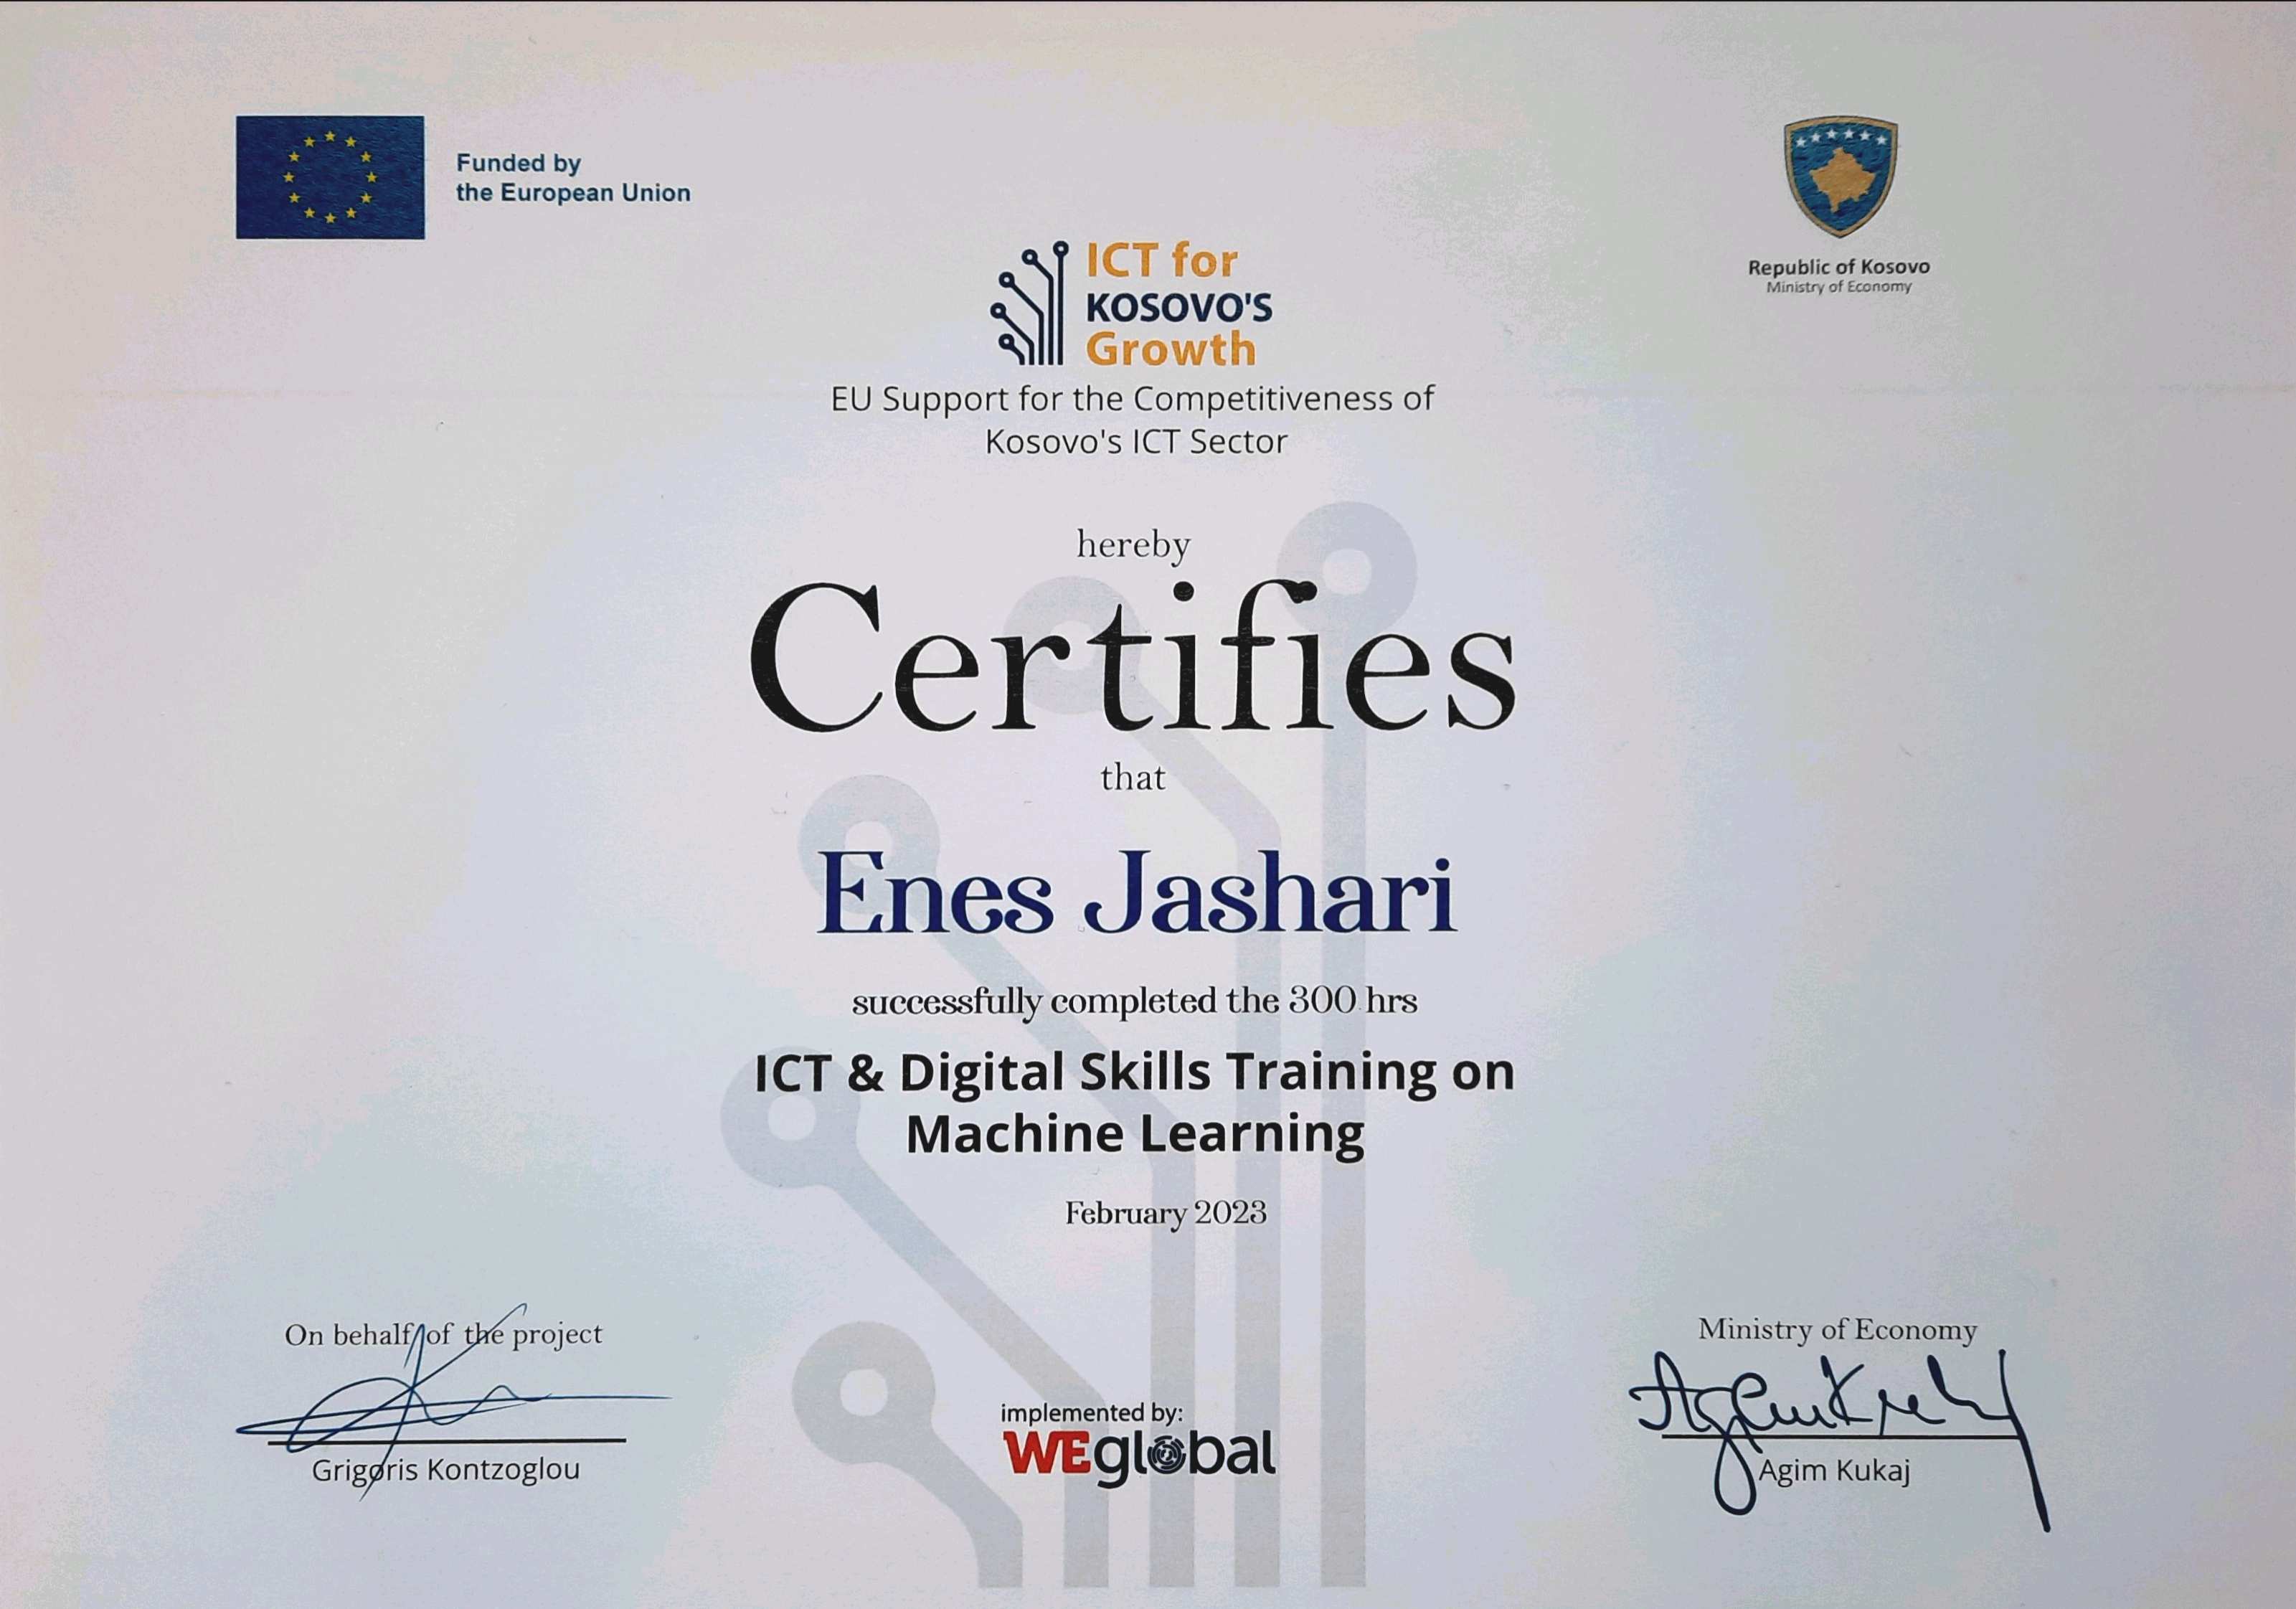 Funded by
the European Union
Republic of Kosovo
Ministry of Economy
ICT for
KOSOVO'S
Growth
EU Support for the Competitiveness of
Kosovo's ICT Sector
hereby
Certifies
that
Enes Jashari
successfully completed the 300 hrs
ICT & Digital Skills Training on
Machine Learning
February 2023
On behalf of the project
Grigoris Kontzoglou
implemented by:
WEglobal
Ministry of Economy
Agim Kukaj
Agim Kukaj